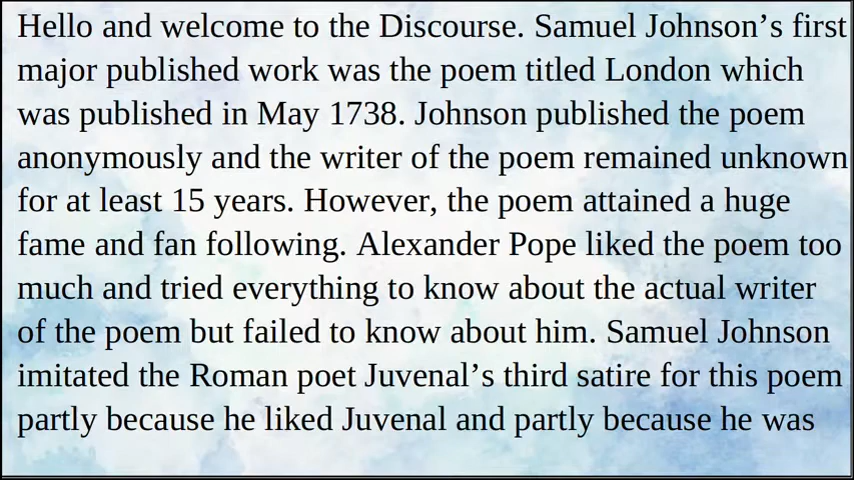 Hello and welcome to the Discourse. Samuel Johnson’s first
major published work was the poem titled London which
was published in May 1738. Johnson published the poem
anonymously and the writer of the poem remained unknown
for at least 15 years. However, the poem attained a huge
fame and fan following. Alexander Pope liked the poem too
much and tried everything to know about the actual writer
of the poem but failed to know about him. Samuel Johnson
imitated the Roman poet Juvenal’s third satire for this poem
partly because he liked Juvenal and partly because he was